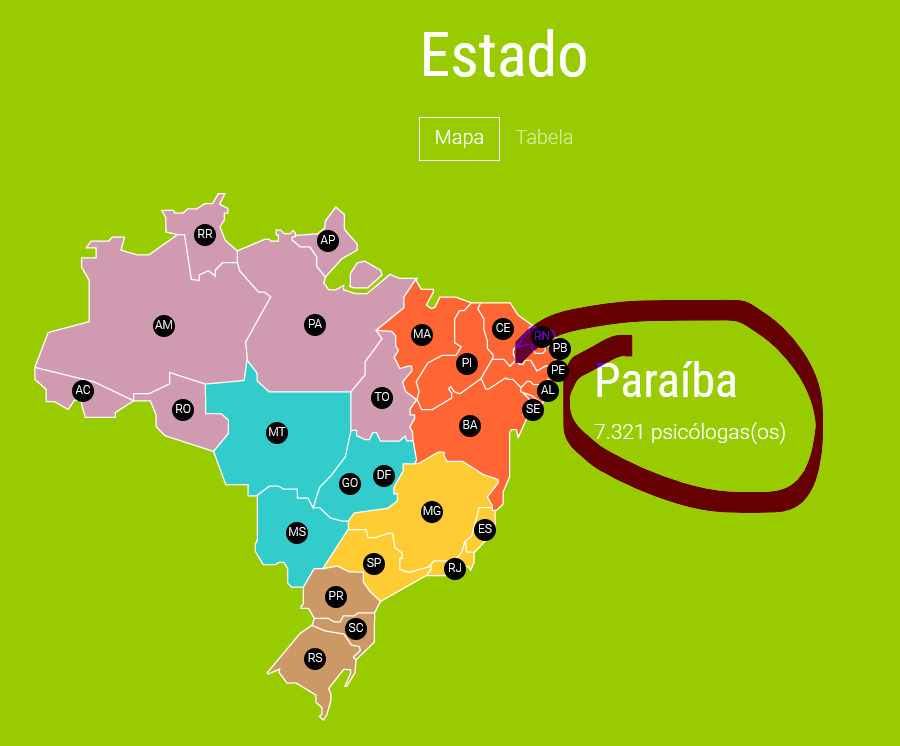 Estado
Mapa Tabela
RR
AP
AM
PA
MA
CE
RN
PB
PI
PE
AC
RO
TO
AL
SE
MT
BA
Paraíba
7.321 psicólogas(os)
GO
DF
MG
MS
ES
SP
RJ
PR
SC
RS